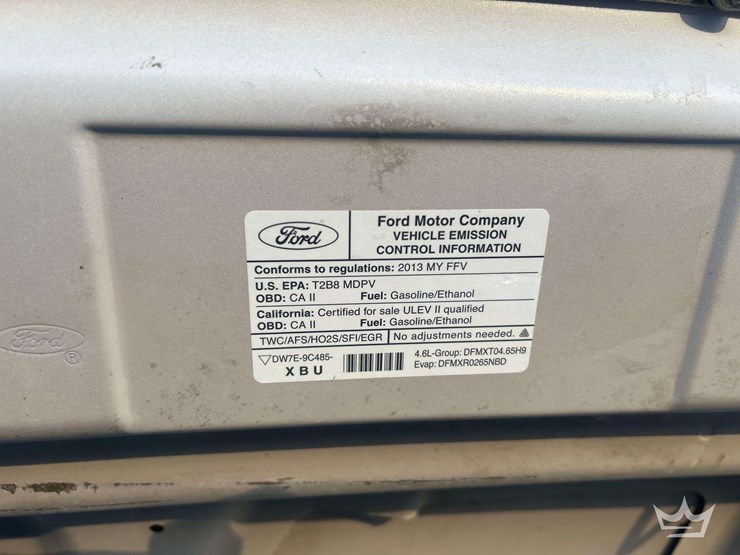 Ford
Ford Motor Company
VEHICLE EMISSION
CONTROL INFORMATION
Conforms to regulations: 2013 MY FFV
U.S. EPA: T2B8 MDPV
OBD: CA II Fuel: Gasoline/Ethanol
California: Certified for sale ULEV II qualified
OBD: CA II Fuel: Gasoline/Ethanol
TWC/AFS/HO2S/SFI/EGR No adjustments needed.
DW7E-9C485-
XBU
4.6L-Group: DFMXT04.65H9
Evap: DFMXR0265NBD
Ford ®